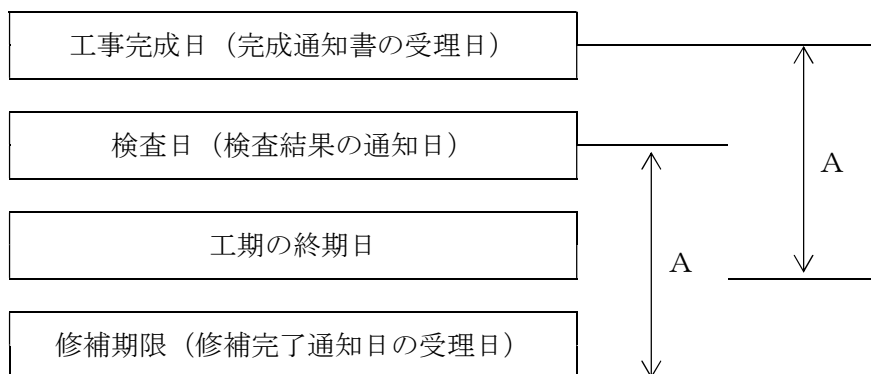 工事完成日（完成通知書の受理日）
検査日（検査結果の通知日）
A
工期の終期日
A
修補期限（修補完了通知日の受理日）